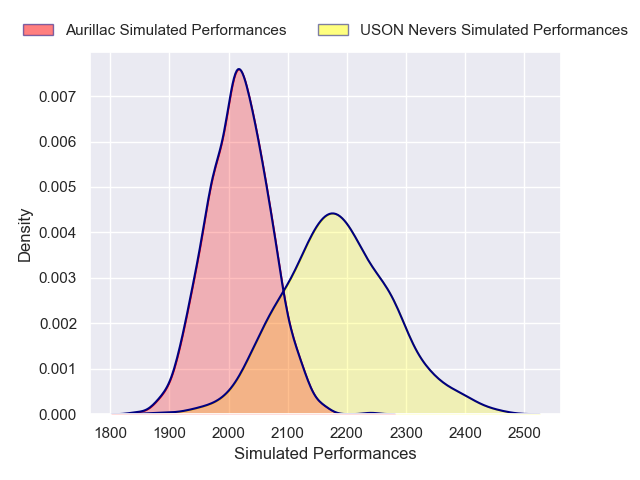 Aurillac Simulated Performances USON Nevers Simulated Performances
0.007
0.006
0.005
0.004
0.003
0.002
0.001
0.000
Density
1800 1900 2000 2100 2200 2300 2400 2500
Simulated Performances